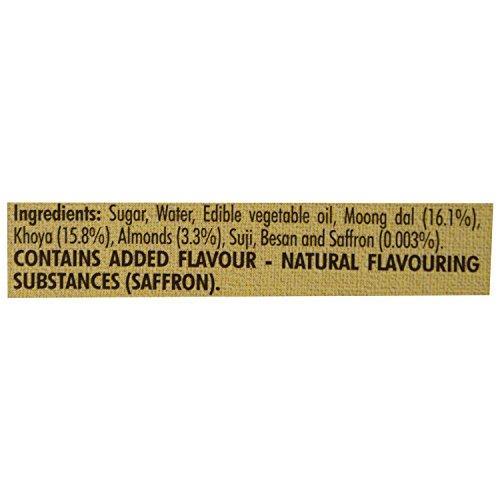 Ingredients: Sugar, Water, Edible vegetable oil, Moong dal (16.1%),
Khoya (15.8%), Almonds (3.3%), Suji, Besan and Saffron (0.003%).
CONTAINS ADDED FLAVOUR - NATURAL FLAVOURING
SUBSTANCES (SAFFRON).